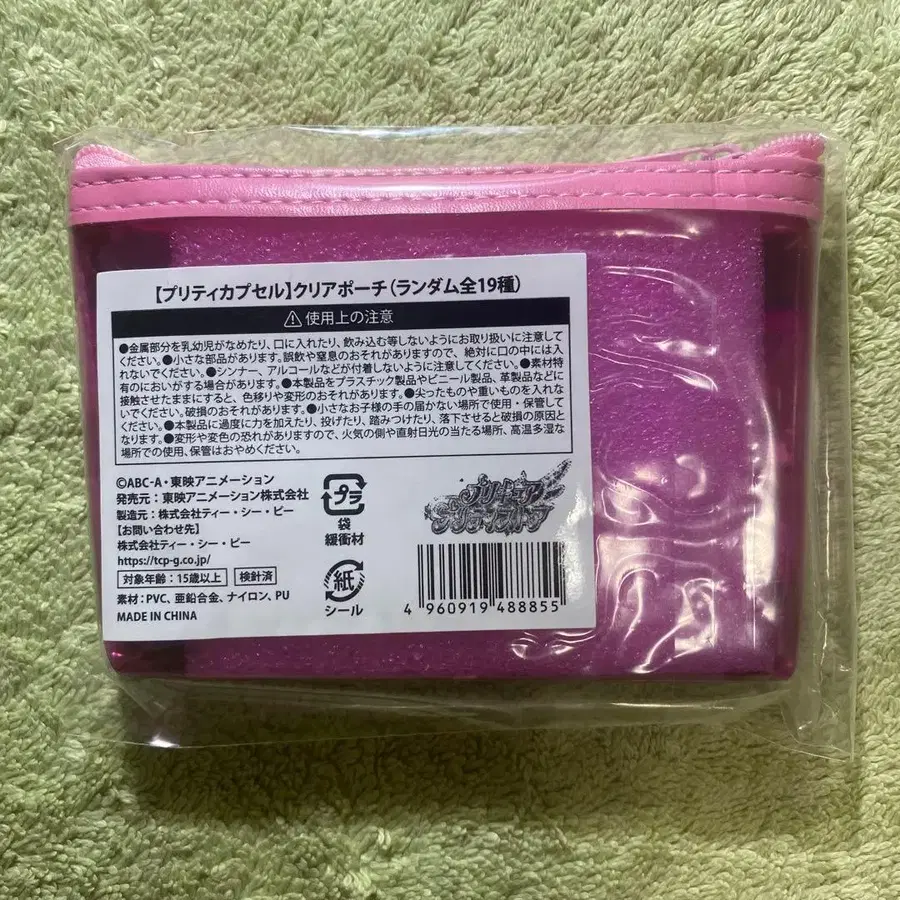 【プリティカプセル】クリアポーチ(ランダム全19種)
⚠使用上の注意
●金属部分を乳幼児がなめたり、口に入れたり、飲み込む等しないようにお取り扱いに注意して
ください。●小さな部品があります。誤飲や窒息のおそれがありますので、絶対に口の中には入
れないでください。●シンナー、アルコールなどが付着しないように注意してください。●素材特
有のにおいがする場合があります。●本製品をプラスチック製品やビニール製品、革製品などに
接触させたままにすると、色移りや変形のおそれがあります。●尖ったものや重いものを入れな
いでください。破損のおそれがあります。●小さなお子様の手の届かない場所で使用・保管して
ください。●本製品に過度に力を加えたり、投げたり、踏みつけたり、落下させると破損の原因と
なります。●変形や変色の恐れがありますので、火気の側や直射日光の当たる場所、高温多湿な
場所での使用、保管はおやめください。
©ABC-A・東映アニメーション
発売元:東映アニメーション株式会社
製造元:株式会社ティー・シー・ピー
【お問い合わせ先】
株式会社ティー・シー・ピー
https://tcp-g.co.jp/
対象年齢:15歳以上 検針済
素材:PVC、亜鉛合金、ナイロン、PU
MADE IN CHINA
プラ
袋
緩衝材
紙
シール
プリキュア
プリティストア
4 960919 488855